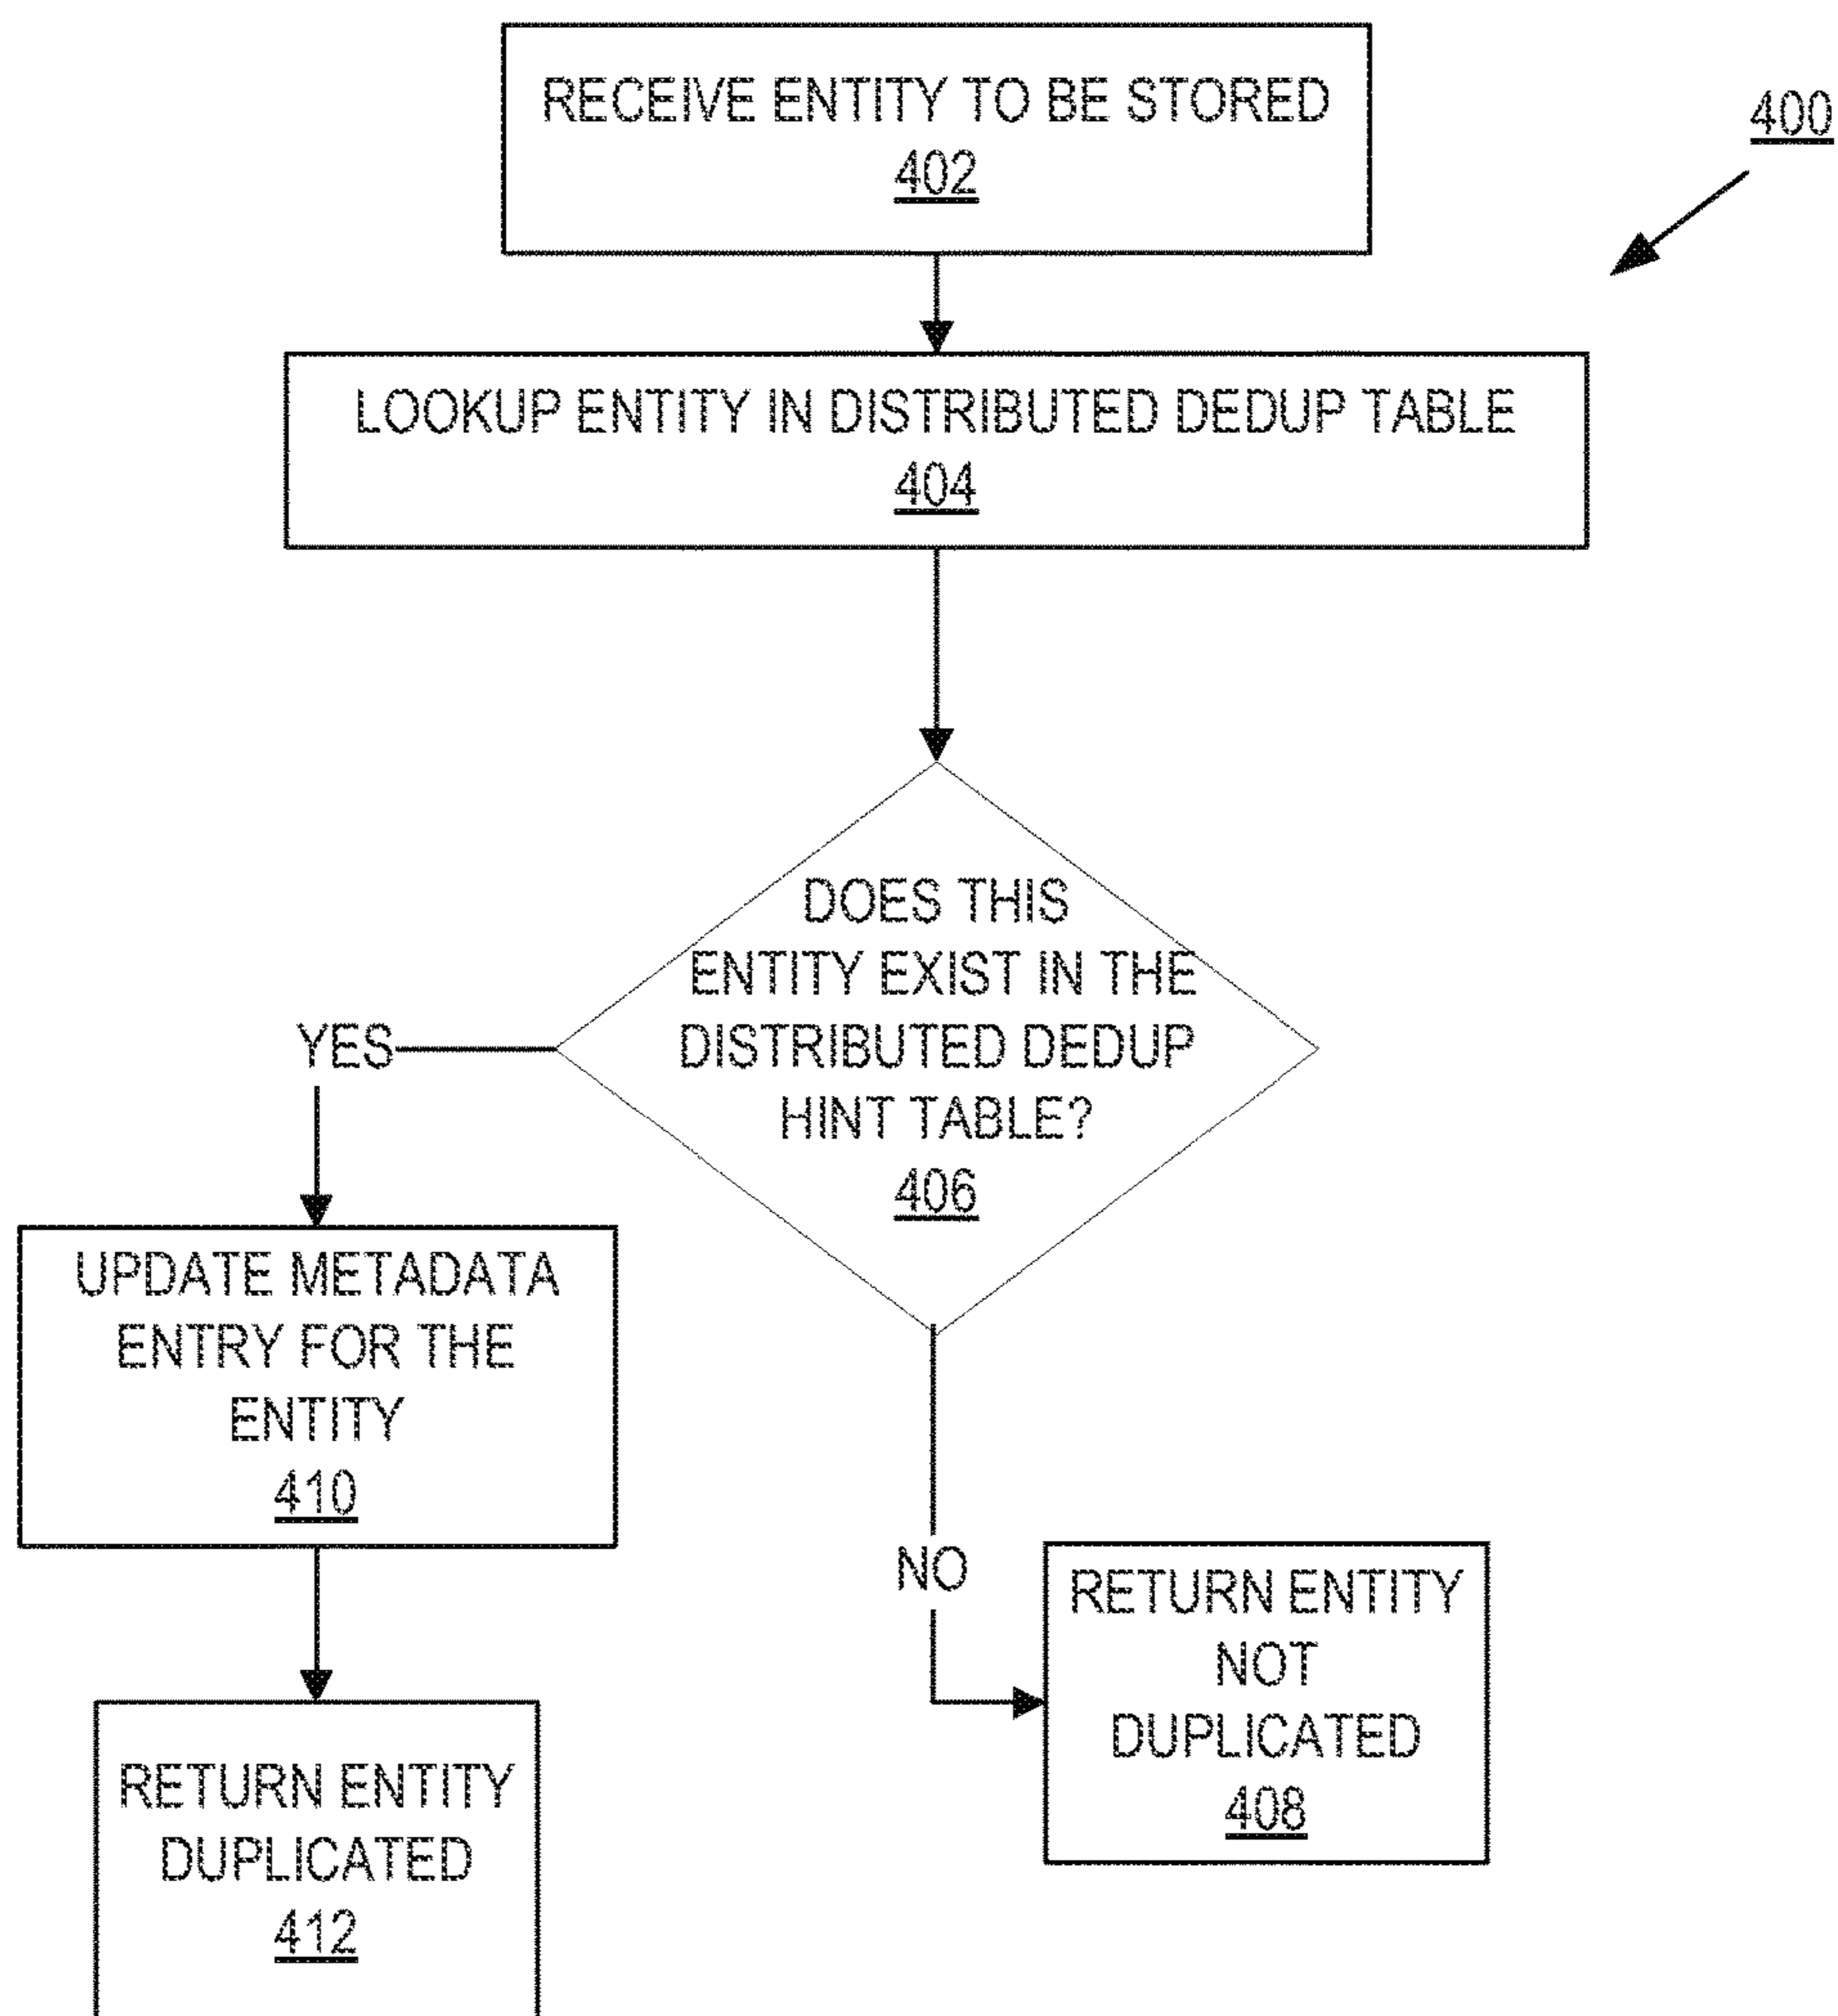 RECEIVE ENTITY TO BE STORED
402
400
LOOKUP ENTITY IN DISTRIBUTED DEDUP TABLE
404
DOES THIS
ENTITY EXIST IN THE
DISTRIBUTED DEDUP
HINT TABLE?
406
YES
UPDATE METADATA
ENTRY FOR THE
ENTITY
410
NO
RETURN ENTITY
NOT
DUPLICATED
408
RETURN ENTITY
DUPLICATED
412